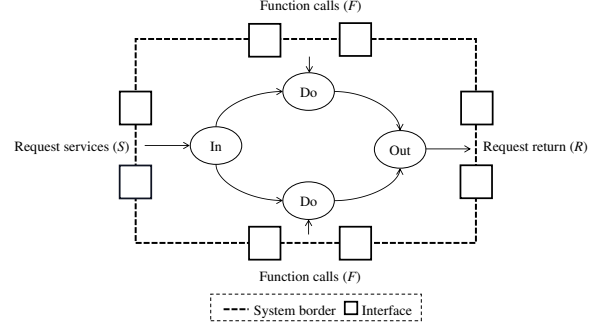 Function calls (F)
Do
Request services (S)
In
Out
Request return (R)
Do
Function calls (F)
System border
Interface